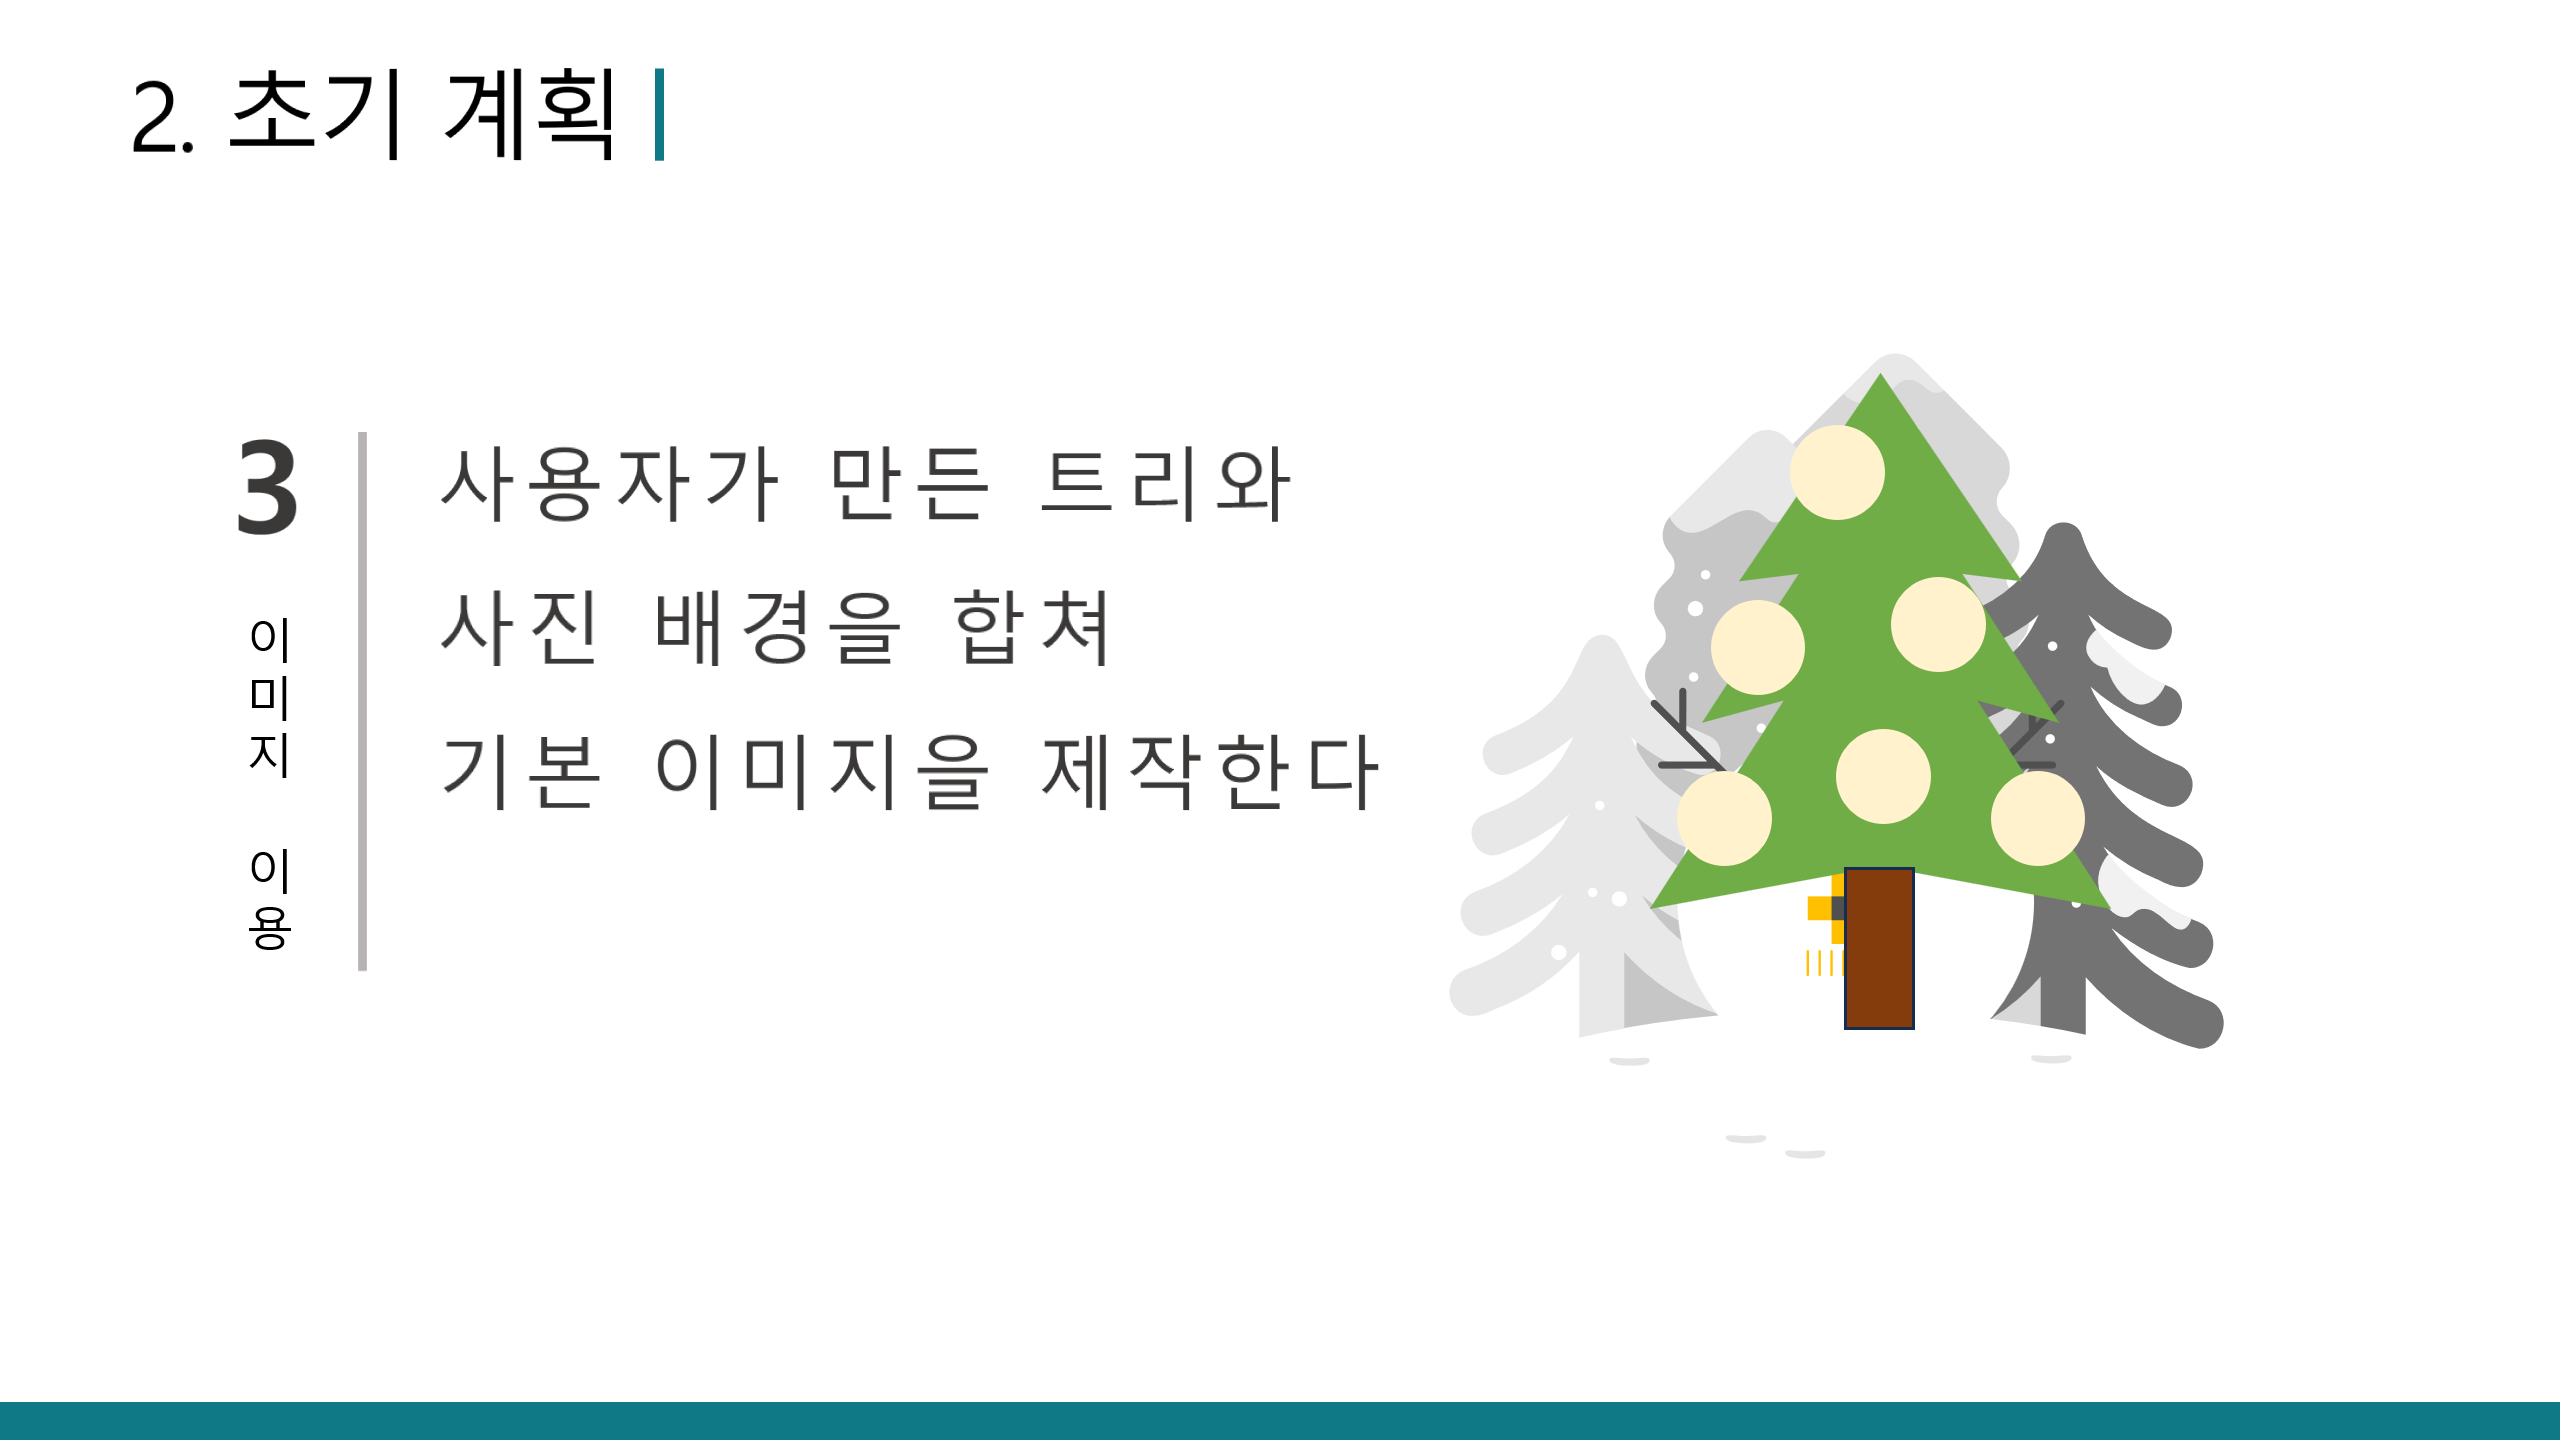 2. 초기 계획
3
이미지 이용
사용자가 만든 트리와
사진 배경을 합쳐
기본 이미지을 제작한다